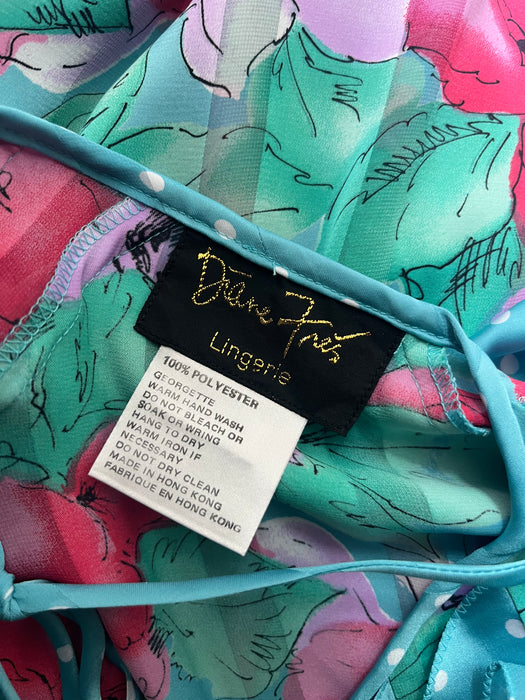 Diane Frés
Lingerie
100% POLYESTER
GEORGETTE
WARM HAND WASH
DO NOT BLEACH OR
SOAK OR WRING
HANG TO DRY
WARM IRON IF
NECESSARY
DO NOT DRY CLEAN
MADE IN HONG KONG
FABRIQUE EN HONG KONG